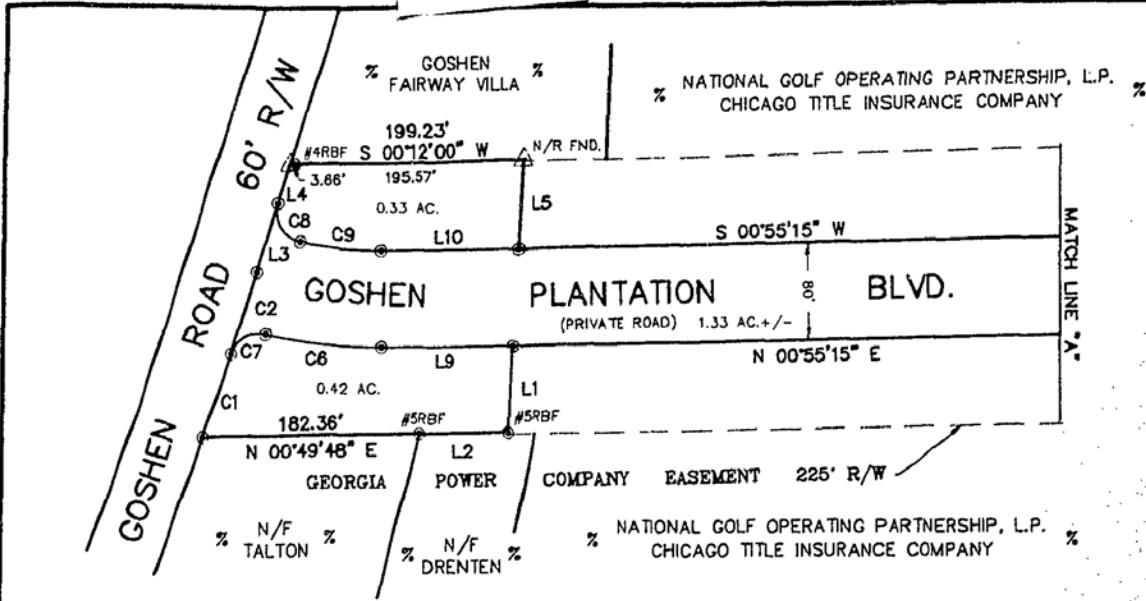 GOSHEN
% FAIRWAY VILLA %
% NATIONAL GOLF OPERATING PARTNERSHIP, L.P. %
CHICAGO TITLE INSURANCE COMPANY
60' R/W
199.23'
#4RBF S 00°12'00" W
N/R FND.
3.66'
195.57'
L4
0.33 AC.
L5
C8
C9
L10
S 00°55'15" W
L3
MATCH LINE "A"
GOSHEN PLANTATION BLVD.
80'
(PRIVATE ROAD) 1.33 AC.+/-
C2
C7
C6
L9
N 00°55'15" E
GOSHEN ROAD
C1
0.42 AC.
L1
182.36'
#5RBF
#5RBF
N 00°49'48" E
L2
GEORGIA POWER COMPANY EASEMENT 225' R/W
% N/F %
TALTON
% N/F %
DRENTEN
% NATIONAL GOLF OPERATING PARTNERSHIP, L.P. %
CHICAGO TITLE INSURANCE COMPANY